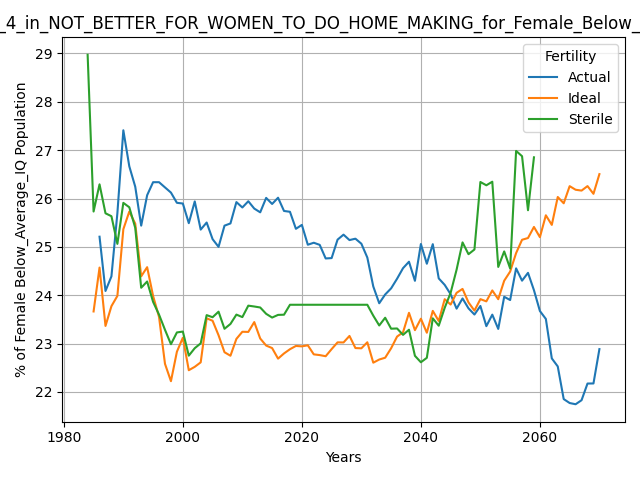 _4_in_NOT_BETTER_FOR_WOMEN_TO_DO_HOME_MAKING_for_Female_Below_
29
28
27
26
25
24
23
22
% of Female Below_Average_IQ Population
Fertility
Actual
Ideal
Sterile
1980
2000
2020
2040
2060
Years